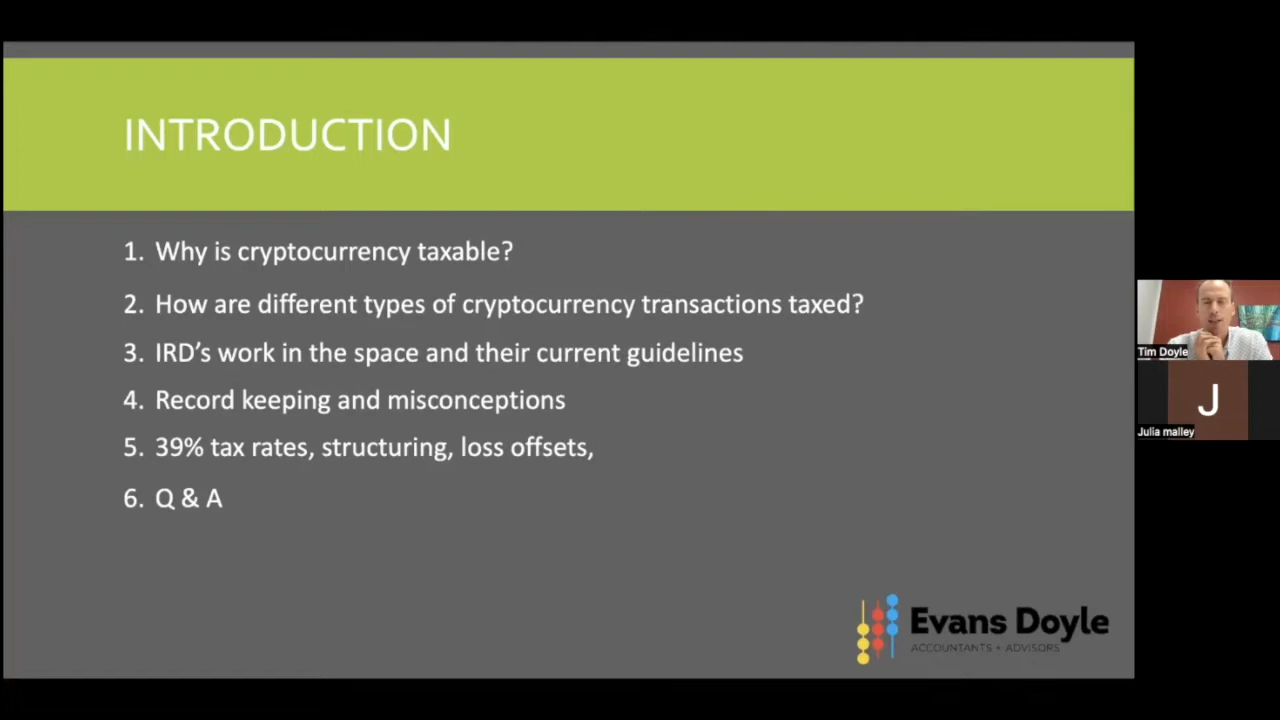 INTRODUCTION
1. Why is cryptocurrency taxable?
2. How are different types of cryptocurrency transactions taxed?
3. IRD’s work in the space and their current guidelines
4. Record keeping and misconceptions
5. 39% tax rates, structuring, loss offsets,
6. Q & A
Evans Doyle
ACCOUNTANTS + ADVISORS
Tim Doyle
J
Julia malley